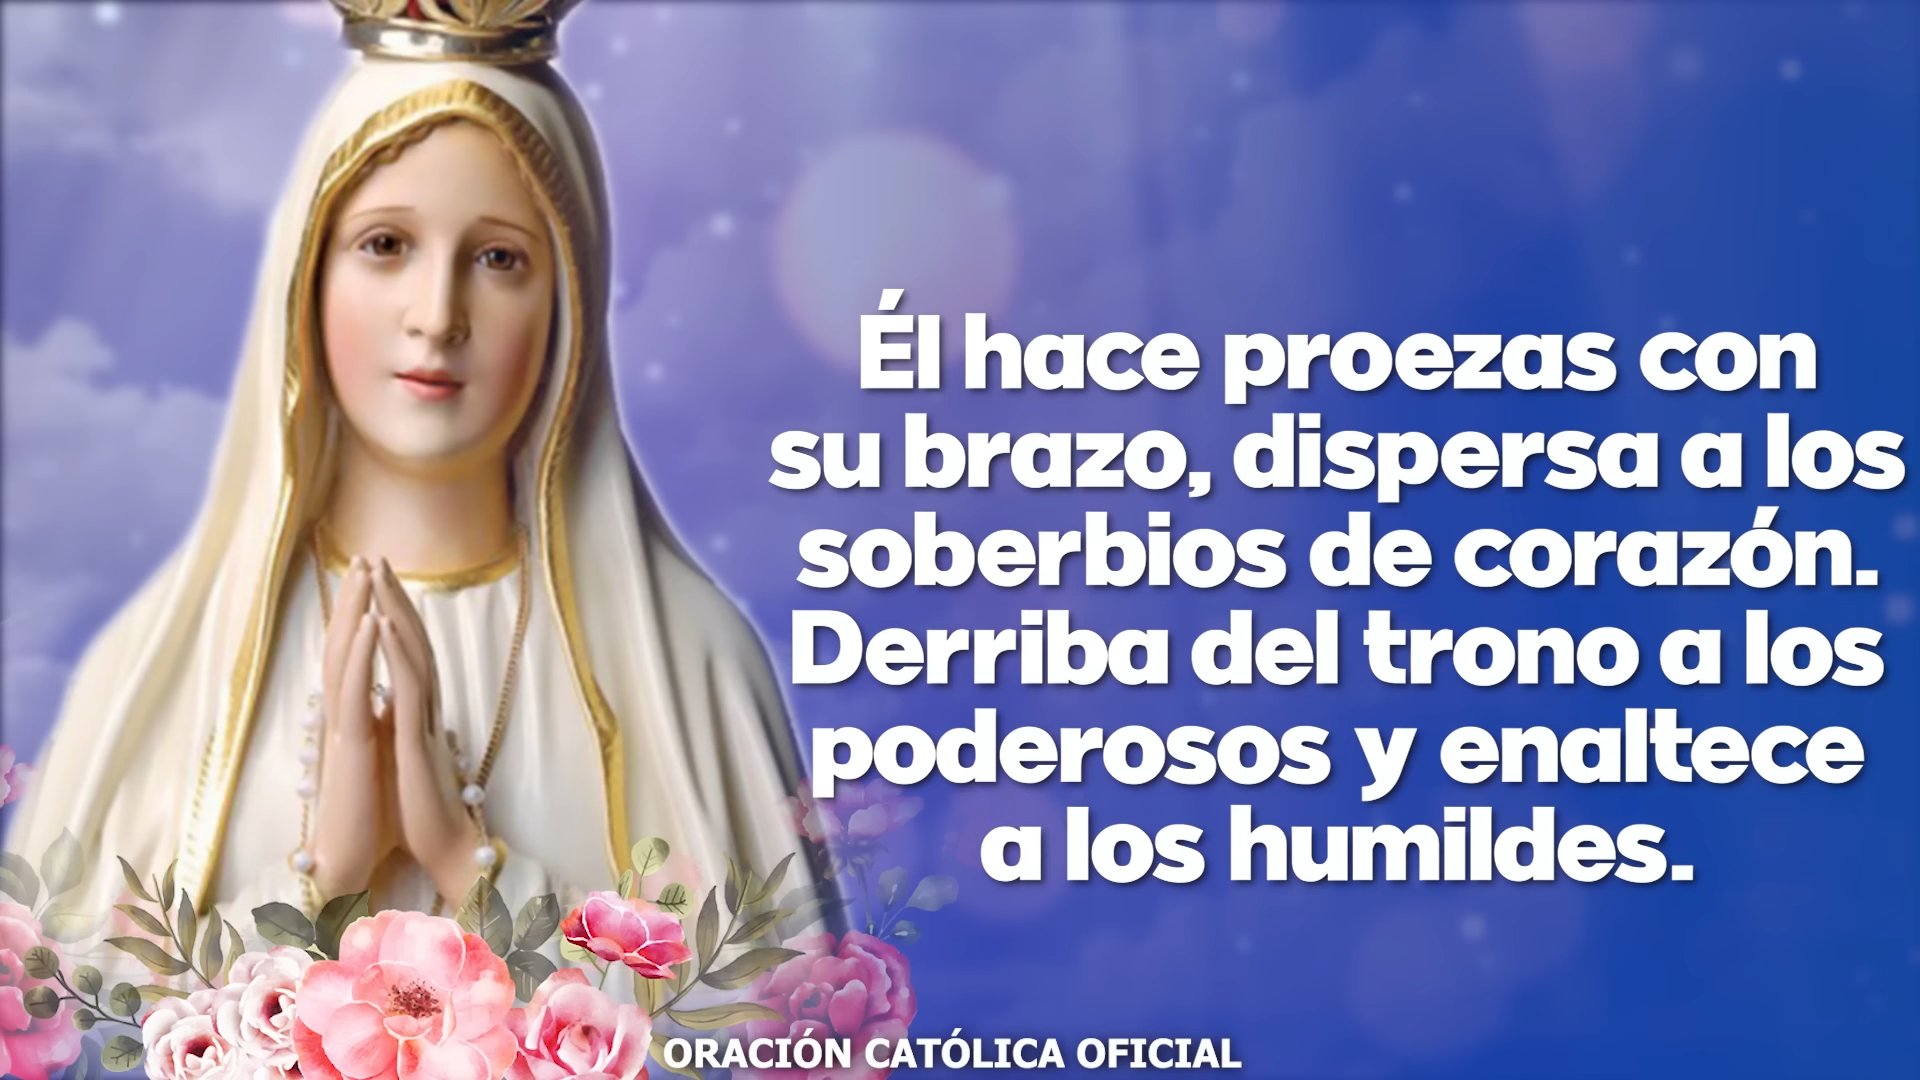 Él hace proezas con
su brazo, dispersa a los
soberbios de corazón.
Derriba del trono a los
poderosos y enaltece
a los humildes.
ORACIÓN CATÓLICA OFICIAL